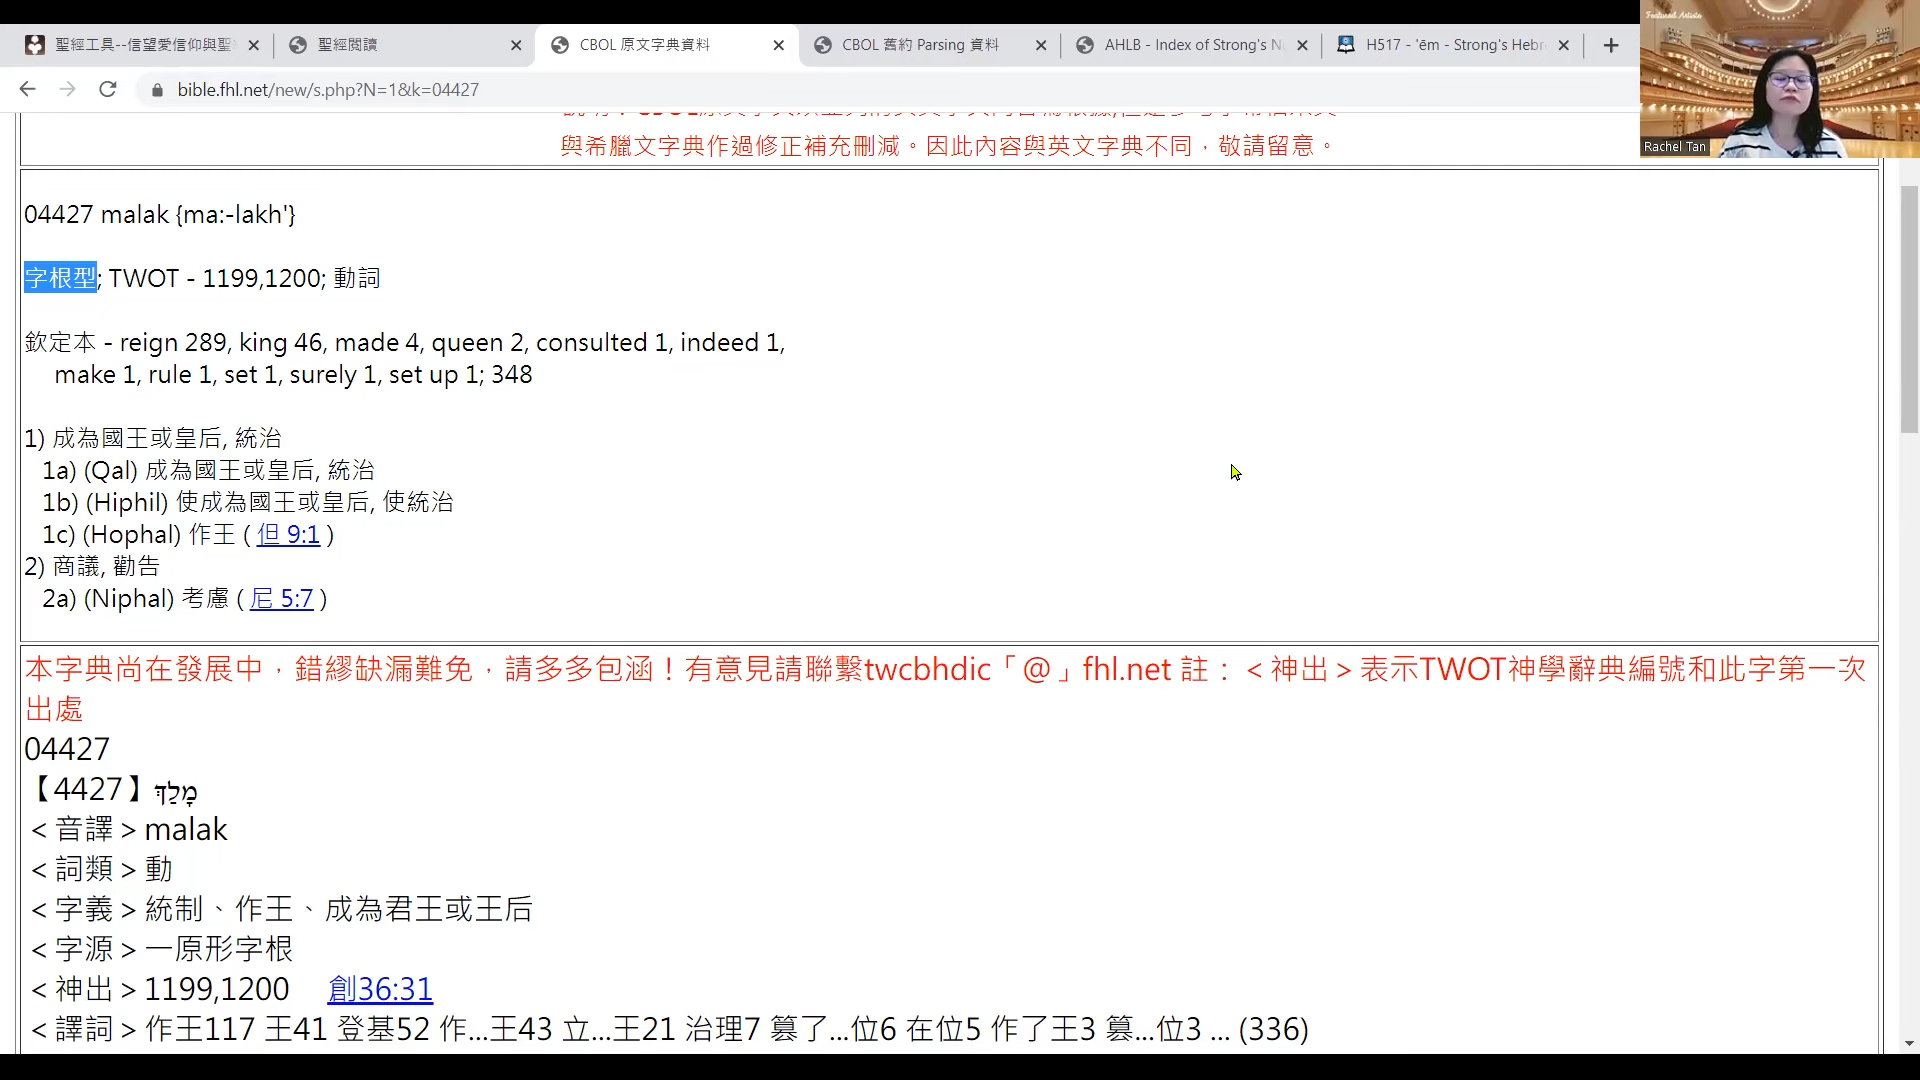 聖經工具--信望愛信仰與聖
聖經閱讀
CBOL 原文字典資料
CBOL 舊約 Parsing 資料
AHLB - Index of Strong's Nu
H517 - 'ēm - Strong's Hebr
Featured Artists
bible.fhl.net/new/s.php?N=1&k=04427
Rachel Tan
與希臘文字典作過修正補充刪減。因此內容與英文字典不同，敬請留意。
04427 malak {ma:-lakh'}
字根型; TWOT - 1199,1200; 動詞
欽定本 - reign 289, king 46, made 4, queen 2, consulted 1, indeed 1,
make 1, rule 1, set 1, surely 1, set up 1; 348
1) 成為國王或皇后, 統治
1a) (Qal) 成為國王或皇后, 統治
1b) (Hiphil) 使成為國王或皇后, 使統治
1c) (Hophal) 作王 ( 但 9:1 )
2) 商議, 勸告
2a) (Niphal) 考慮 ( 尼 5:7 )
本字典尚在發展中，錯繆缺漏難免，請多多包涵！有意見請聯繫twcbhdic「@」fhl.net 註：＜神出＞表示TWOT神學辭典編號和此字第一次
出處
04427
【4427】מָלַךְ
＜音譯＞malak
＜詞類＞動
＜字義＞統制、作王、成為君王或王后
＜字源＞一原形字根
＜神出＞1199,1200 創36:31
＜譯詞＞作王117 王41 登基52 作...王43 立...王21 治理7 篡了...位6 在位5 作了王3 篡...位3 ... (336)